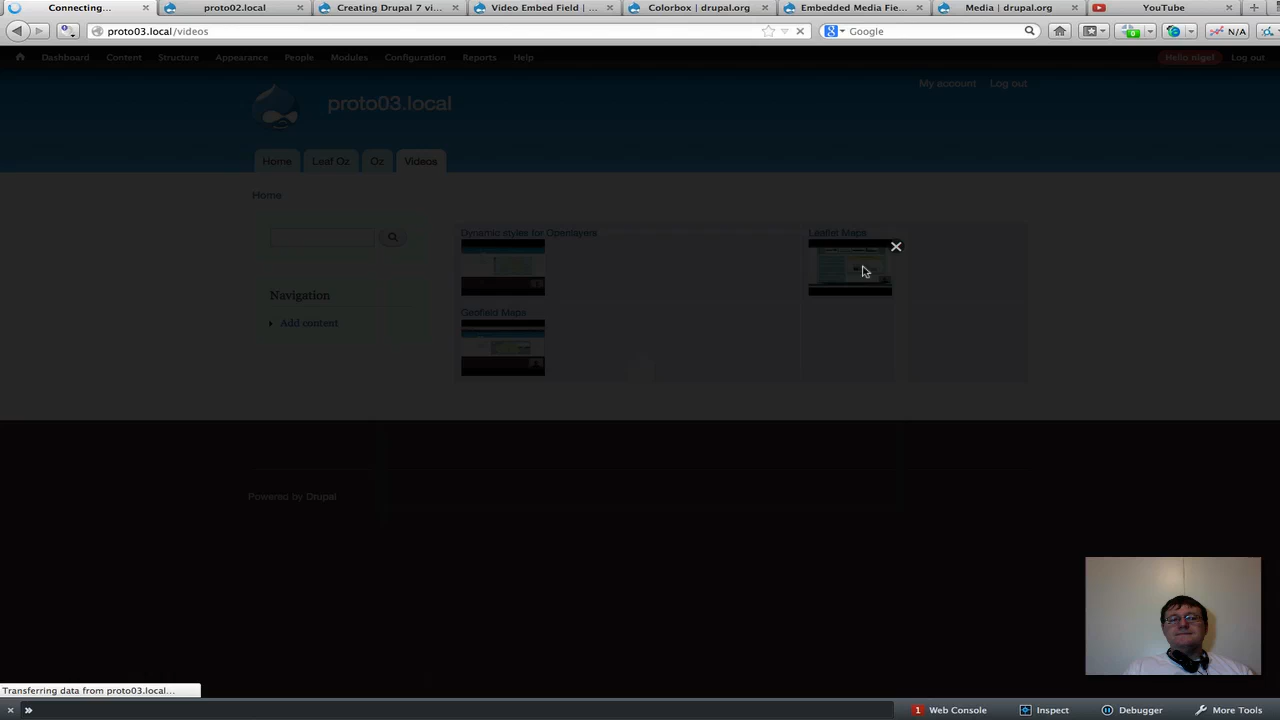 Connecting...
proto02.local
Creating Drupal 7 vi...
Video Embed Field | ...
Colorbox | drupal.org
Embedded Media Fie...
Media | drupal.org
YouTube
proto03.local/videos
Google
0
N/A
Dashboard
Content
Structure
Appearance
People
Modules
Configuration
Reports
Help
Hello nigel
Log out
My account
Log out
proto03.local
Home
Leaf Oz
Oz
Videos
Home
Dynamic styles for Openlayers
Leaflet Maps
Navigation
Geofield Maps
Add content
Powered by Drupal
Transferring data from proto03.local...
1 Web Console
Inspect
Debugger
More Tools